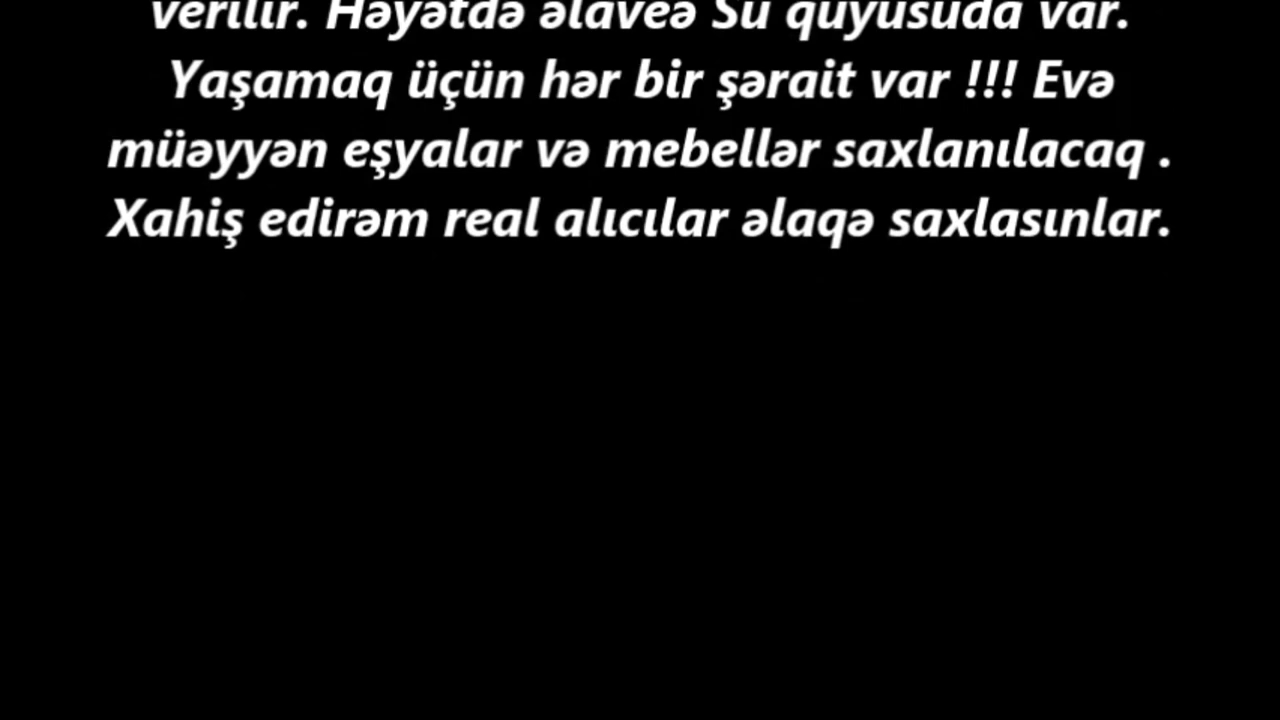 verilir. Həyətdə əlaveə Su quyusuda var.
Yaşamaq üçün hər bir şərait var !!! Evə
müəyyən eşyalar və mebellər saxlanılacaq .
Xahiş edirəm real alıcılar əlaqə saxlasınlar.